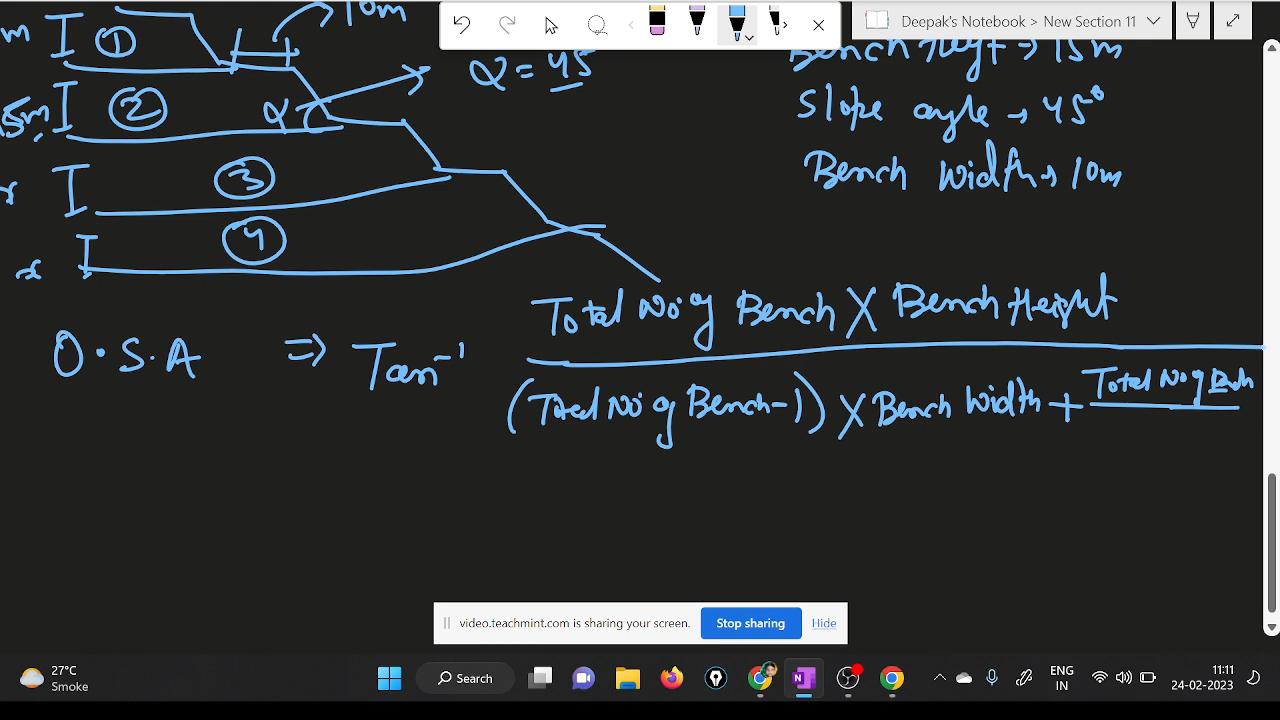 Deepak's Notebook > New Section 11
m
10m
①
α = 45
Bench Heigt → 15m
15m
②
α
Slope angle → 45°
③
Bench Width → 10m
④
O.S.A ⇒ Tan⁻¹
Total No of Bench X Bench Height
(Total No of Bench - 1) X Bench Width + Total No of Bench
video.teachmint.com is sharing your screen.
Stop sharing
Hide
27°C
Smoke
Search
ENG
IN
11:11
24-02-2023